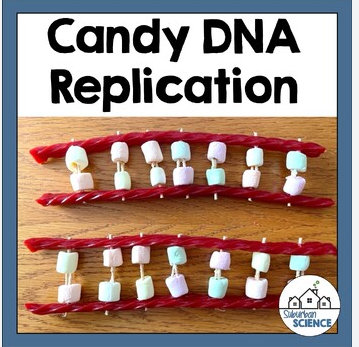 Candy DNA
Replication
Suburban
SCIENCE